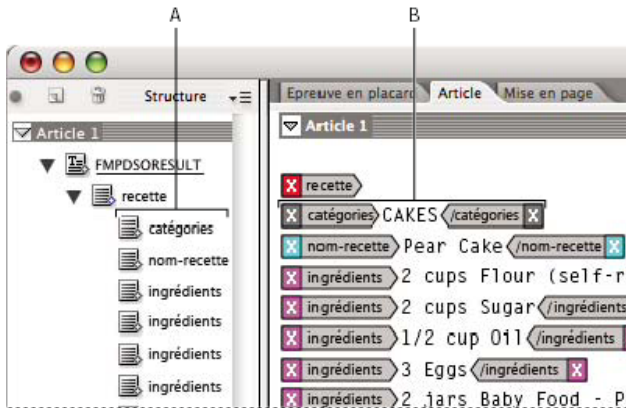 A
B
Structure
Epreuve en placard Article Mise en page
Article 1
FMPDSORESULT
recette
catégories
nom-recette
ingrédients
ingrédients
ingrédients
ingrédients
Article 1
X recette
X catégories CAKES /catégories X
X nom-recette Pear Cake /nom-recette X
X ingrédients 2 cups Flour (self-r
X ingrédients 2 cups Sugar /ingrédients
X ingrédients 1/2 cup Oil /ingrédients
X ingrédients 3 Eggs /ingrédients X
X ingrédients 2 jars Baby Food - P